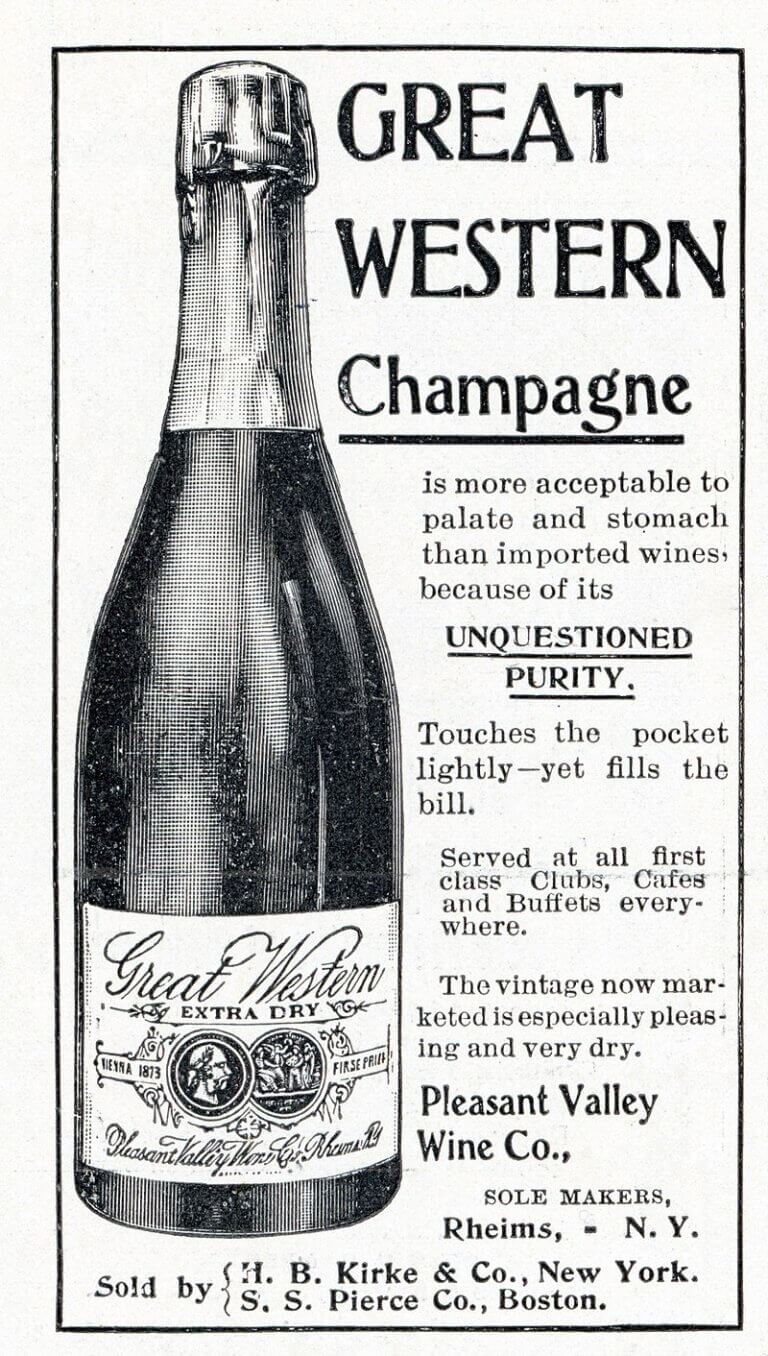 GREAT
WESTERN
Champagne
is more acceptable to
palate and stomach
than imported wines,
because of its
UNQUESTIONED
PURITY.
Touches the pocket
lightly—yet fills the
bill.
Served at all first
class Clubs, Cafes
and Buffets every-
where.
The vintage now mar-
keted is especially pleas-
ing and very dry.
Pleasant Valley
Wine Co.,
SOLE MAKERS,
Rheims, - N. Y.
Sold by { H. B. Kirke & Co., New York.
S. S. Pierce Co., Boston.
Great Western
EXTRA DRY
VIENNA 1873
Pleasant Valley Wine Co. Rheims, N.Y.